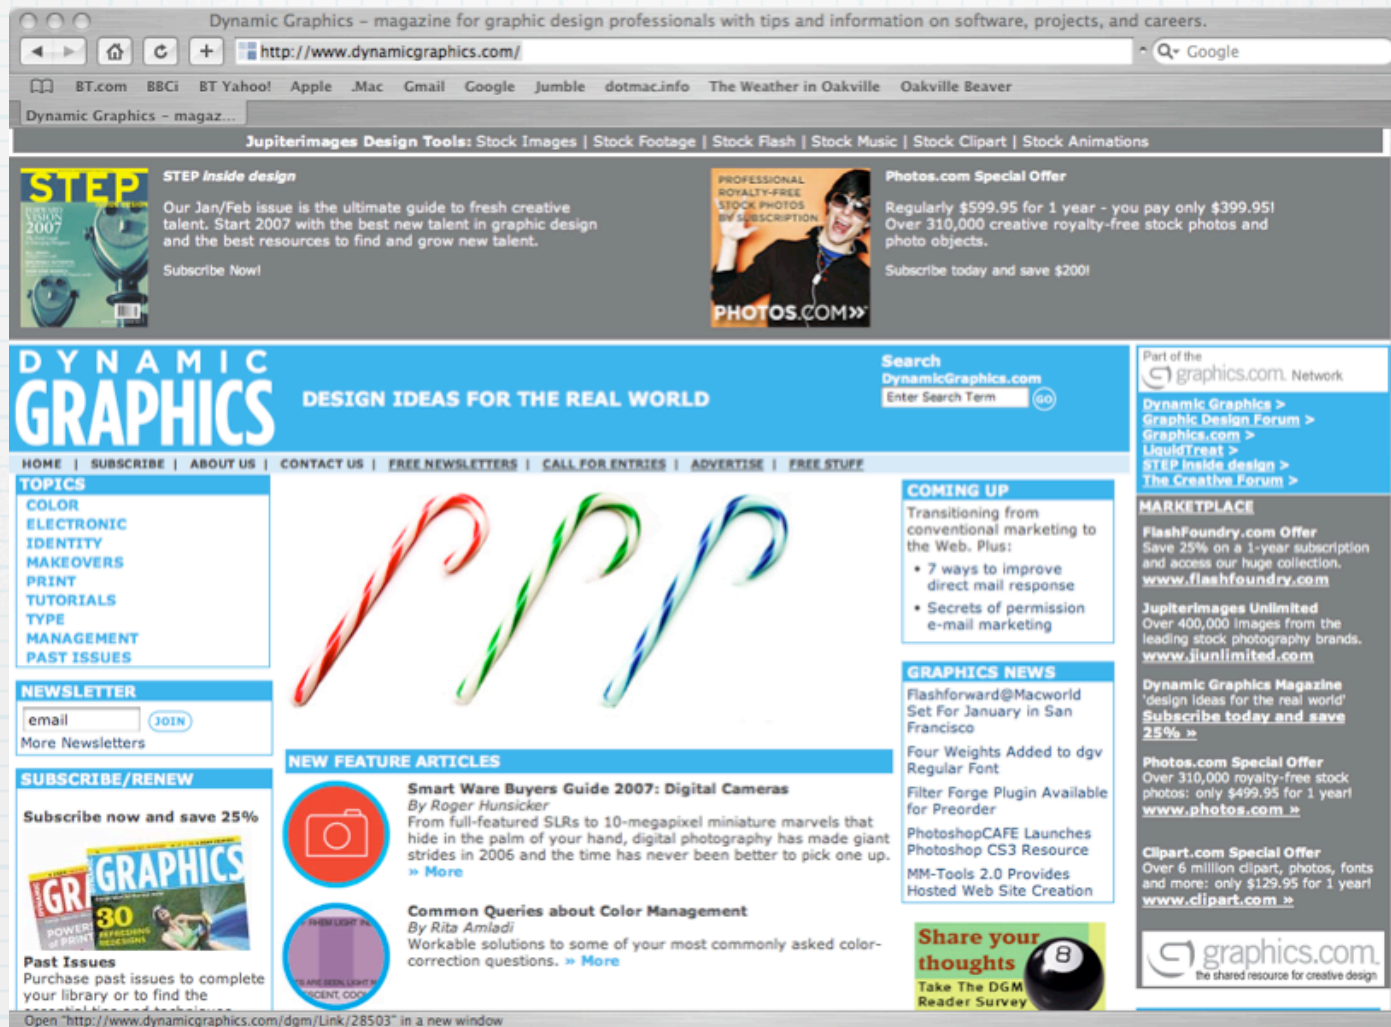 Dynamic Graphics – magazine for graphic design professionals with tips and information on software, projects, and careers.
http://www.dynamicgraphics.com/
Google
BT.com BBCi BT Yahoo! Apple .Mac Gmail Google Jumble dotmac.info The Weather in Oakville Oakville Beaver
Dynamic Graphics – magaz...
Jupiterimages Design Tools: Stock Images | Stock Footage | Stock Flash | Stock Music | Stock Clipart | Stock Animations
STEP
FORWARD
VISION
2007
STEP inside design
Our Jan/Feb issue is the ultimate guide to fresh creative
talent. Start 2007 with the best new talent in graphic design
and the best resources to find and grow new talent.
Subscribe Now!
PROFESSIONAL
ROYALTY-FREE
STOCK PHOTOS
BY SUBSCRIPTION
PHOTOS.COM»
Photos.com Special Offer
Regularly $599.95 for 1 year - you pay only $399.95!
Over 310,000 creative royalty-free stock photos and
photo objects.
Subscribe today and save $200!
DYNAMIC
GRAPHICS
DESIGN IDEAS FOR THE REAL WORLD
Search
DynamicGraphics.com
Enter Search Term GO
HOME | SUBSCRIBE | ABOUT US | CONTACT US | FREE NEWSLETTERS | CALL FOR ENTRIES | ADVERTISE | FREE STUFF
TOPICS
COLOR
ELECTRONIC
IDENTITY
MAKEOVERS
PRINT
TUTORIALS
TYPE
MANAGEMENT
PAST ISSUES
NEWSLETTER
email JOIN
More Newsletters
SUBSCRIBE/RENEW
Subscribe now and save 25%
GR
POWER
of PRINT
GRAPHICS
30
REFRESHING
REDESIGNS
Past Issues
Purchase past issues to complete
your library or to find the
essential tips and techniques
NEW FEATURE ARTICLES
Smart Ware Buyers Guide 2007: Digital Cameras
By Roger Hunsicker
From full-featured SLRs to 10-megapixel miniature marvels that
hide in the palm of your hand, digital photography has made giant
strides in 2006 and the time has never been better to pick one up.
» More
Common Queries about Color Management
By Rita Amladi
Workable solutions to some of your most commonly asked color-
correction questions. » More
COMING UP
Transitioning from
conventional marketing to
the Web. Plus:
• 7 ways to improve
direct mail response
• Secrets of permission
e-mail marketing
GRAPHICS NEWS
Flashforward@Macworld
Set For January in San
Francisco
Four Weights Added to dgv
Regular Font
Filter Forge Plugin Available
for Preorder
PhotoshopCAFE Launches
Photoshop CS3 Resource
MM-Tools 2.0 Provides
Hosted Web Site Creation
Share your
thoughts
Take The DGM
Reader Survey
8
Part of the
graphics.com. Network
Dynamic Graphics >
Graphic Design Forum >
Graphics.com >
LiquidTreat >
STEP inside design >
The Creative Forum >
MARKETPLACE
FlashFoundry.com Offer
Save 25% on a 1-year subscription
and access our huge collection.
www.flashfoundry.com
Jupiterimages Unlimited
Over 400,000 images from the
leading stock photography brands.
www.jiunlimited.com
Dynamic Graphics Magazine
'design ideas for the real world'
Subscribe today and save
25% »
Photos.com Special Offer
Over 310,000 royalty-free stock
photos: only $499.95 for 1 year!
www.photos.com »
Clipart.com Special Offer
Over 6 million clipart, photos, fonts
and more: only $129.95 for 1 year!
www.clipart.com »
graphics.com.
the shared resource for creative design
Open "http://www.dynamicgraphics.com/dgm/Link/28503" in a new window